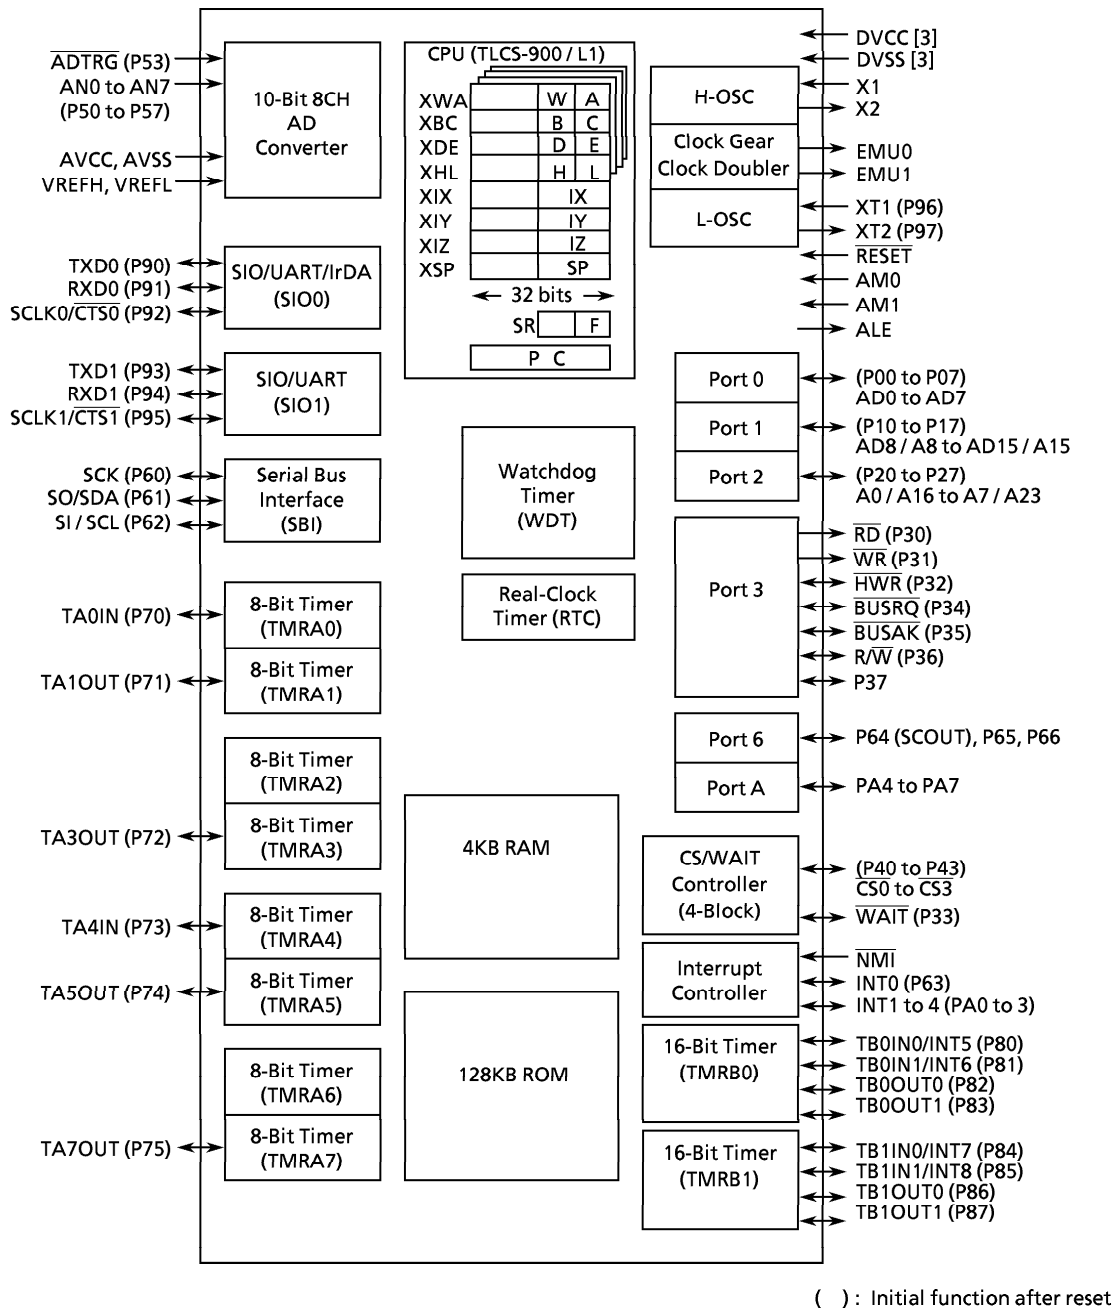 ADTRG (P53)
AN0 to AN7
(P50 to P57)
AVCC, AVSS
VREFH, VREFL
10-Bit 8CH
AD
Converter
TXD0 (P90)
RXD0 (P91)
SCLK0/CTS0 (P92)
SIO/UART/IrDA
(SIO0)
TXD1 (P93)
RXD1 (P94)
SCLK1/CTS1 (P95)
SIO/UART
(SIO1)
SCK (P60)
SO/SDA (P61)
SI / SCL (P62)
Serial Bus
Interface
(SBI)
TA0IN (P70)
8-Bit Timer
(TMRA0)
TA1OUT (P71)
8-Bit Timer
(TMRA1)
8-Bit Timer
(TMRA2)
TA3OUT (P72)
8-Bit Timer
(TMRA3)
TA4IN (P73)
8-Bit Timer
(TMRA4)
TA5OUT (P74)
8-Bit Timer
(TMRA5)
8-Bit Timer
(TMRA6)
TA7OUT (P75)
8-Bit Timer
(TMRA7)
CPU (TLCS-900 / L1)
XWA W A
XBC B C
XDE D E
XHL H L
XIX IX
XIY IY
XIZ IZ
XSP SP
32 bits
SR F
P C
Watchdog
Timer
(WDT)
Real-Clock
Timer (RTC)
4KB RAM
128KB ROM
DVCC [3]
DVSS [3]
H-OSC
X1
X2
Clock Gear
Clock Doubler
EMU0
EMU1
L-OSC
XT1 (P96)
XT2 (P97)
RESET
AM0
AM1
ALE
Port 0
(P00 to P07)
AD0 to AD7
Port 1
(P10 to P17)
AD8 / A8 to AD15 / A15
Port 2
(P20 to P27)
A0 / A16 to A7 / A23
Port 3
RD (P30)
WR (P31)
HWR (P32)
BUSRQ (P34)
BUSAK (P35)
R/W (P36)
P37
Port 6
P64 (SCOUT), P65, P66
Port A
PA4 to PA7
CS/WAIT
Controller
(4-Block)
(P40 to P43)
CS0 to CS3
WAIT (P33)
Interrupt
Controller
NMI
INT0 (P63)
INT1 to 4 (PA0 to 3)
16-Bit Timer
(TMRB0)
TB0IN0/INT5 (P80)
TB0IN1/INT6 (P81)
TB0OUT0 (P82)
TB0OUT1 (P83)
16-Bit Timer
(TMRB1)
TB1IN0/INT7 (P84)
TB1IN1/INT8 (P85)
TB1OUT0 (P86)
TB1OUT1 (P87)
( ) : Initial function after reset